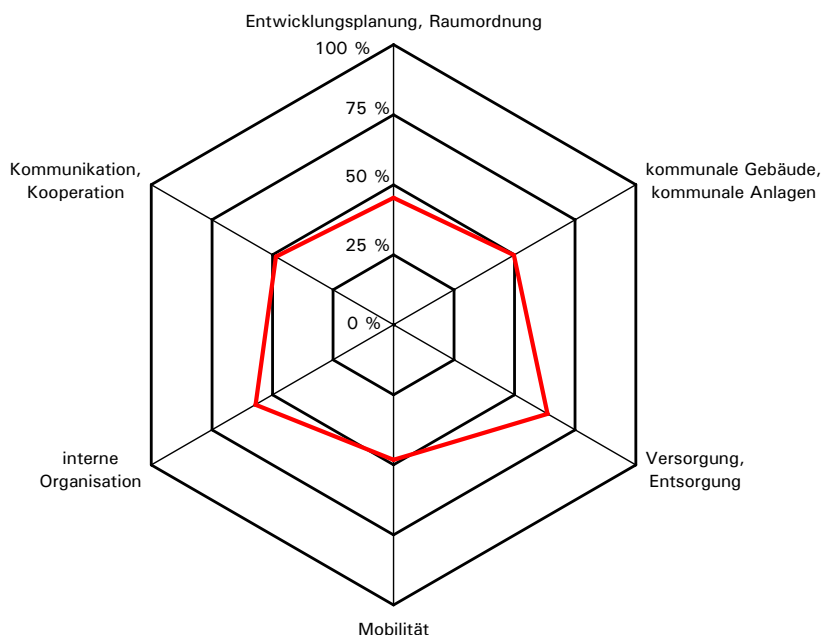 Entwicklungsplanung, Raumordnung
100 %
75 %
50 %
25 %
0 %
kommunale Gebäude,
kommunale Anlagen
Versorgung,
Entsorgung
Mobilität
interne
Organisation
Kommunikation,
Kooperation